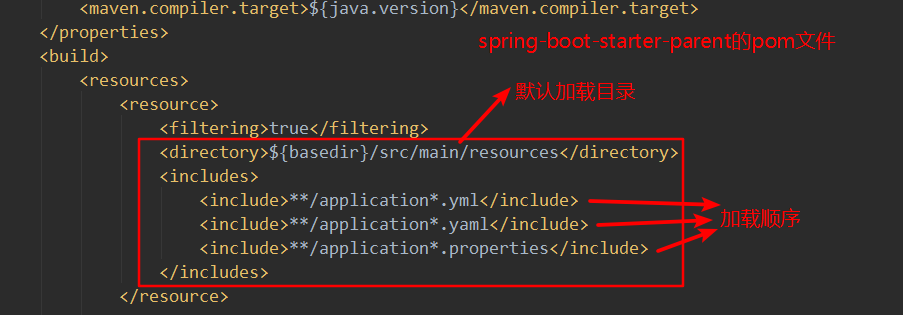 <maven.compiler.target>${java.version}</maven.compiler.target>
</properties>
spring-boot-starter-parent的pom文件
<build>
<resources>
默认加载目录
<resource>
<filtering>true</filtering>
<directory>${basedir}/src/main/resources</directory>
<includes>
<include>**/application*.yml</include>
<include>**/application*.yaml</include>
加载顺序
<include>**/application*.properties</include>
</includes>
</resource>